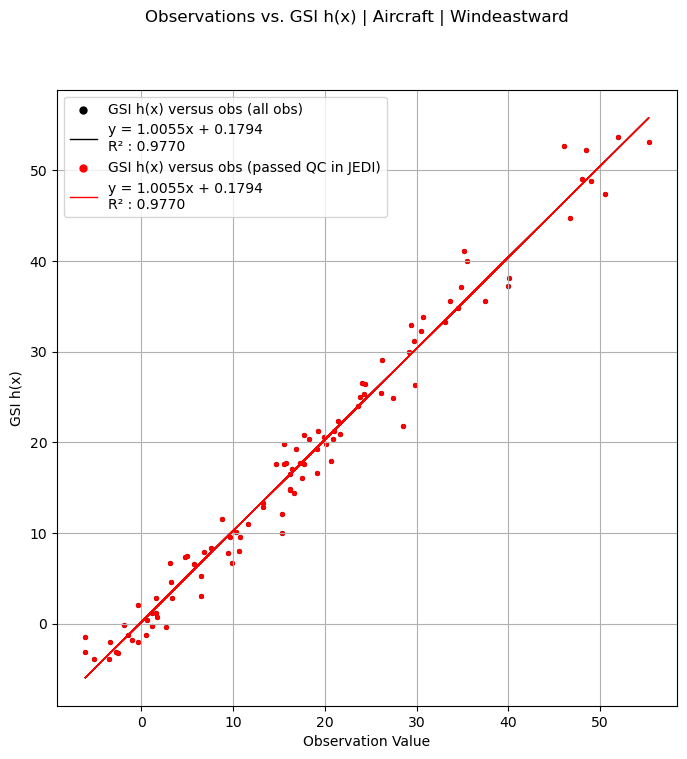 Observations vs. GSI h(x) | Aircraft | Windeastward
GSI h(x) versus obs (all obs)
y = 1.0055x + 0.1794
R² : 0.9770
GSI h(x) versus obs (passed QC in JEDI)
y = 1.0055x + 0.1794
R² : 0.9770
50
40
30
20
10
0
GSI h(x)
0 10 20 30 40 50
Observation Value